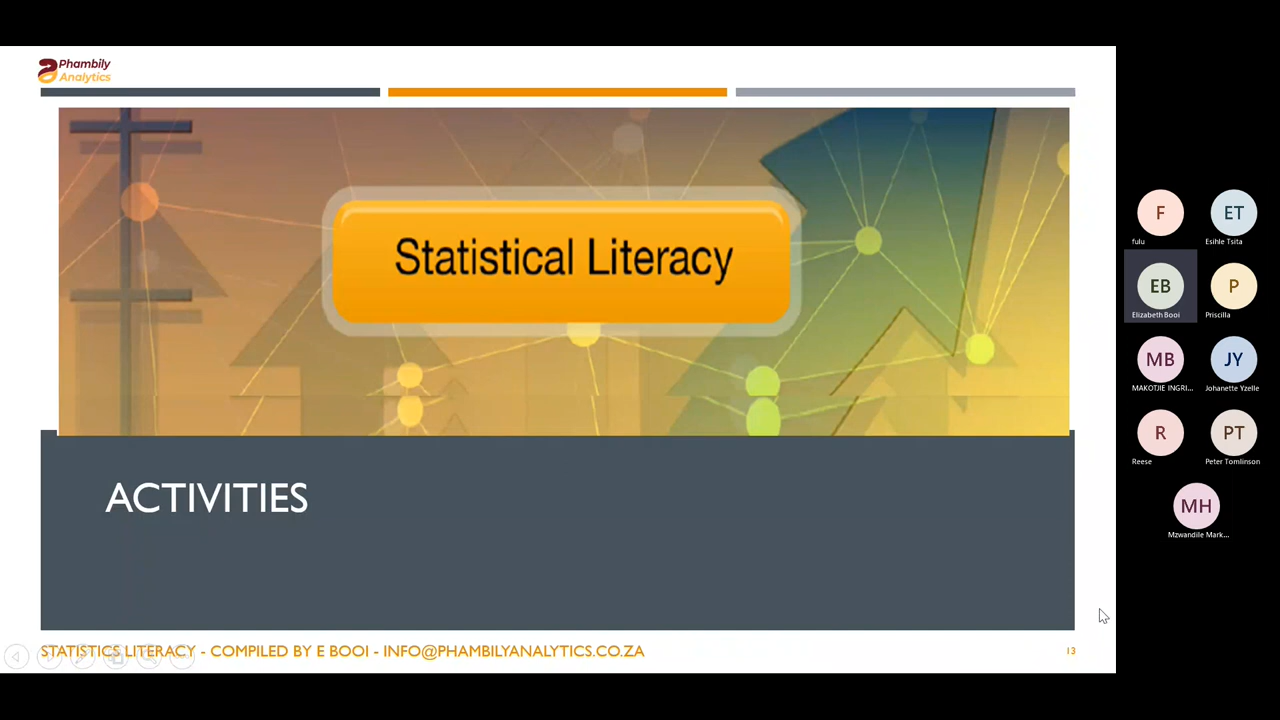 Phambily
Analytics
Statistical Literacy
ACTIVITIES
STATISTICS LITERACY - COMPILED BY E BOOI - INFO@PHAMBILYANALYTICS.CO.ZA
13
F
fulu
ET
Esihle Tsita
EB
Elizabeth Booi
P
Priscilla
MB
MAKOTJIE INGRI...
JY
Johanette Yzelle
R
Reese
PT
Peter Tomlinson
MH
Mzwandile Mark...